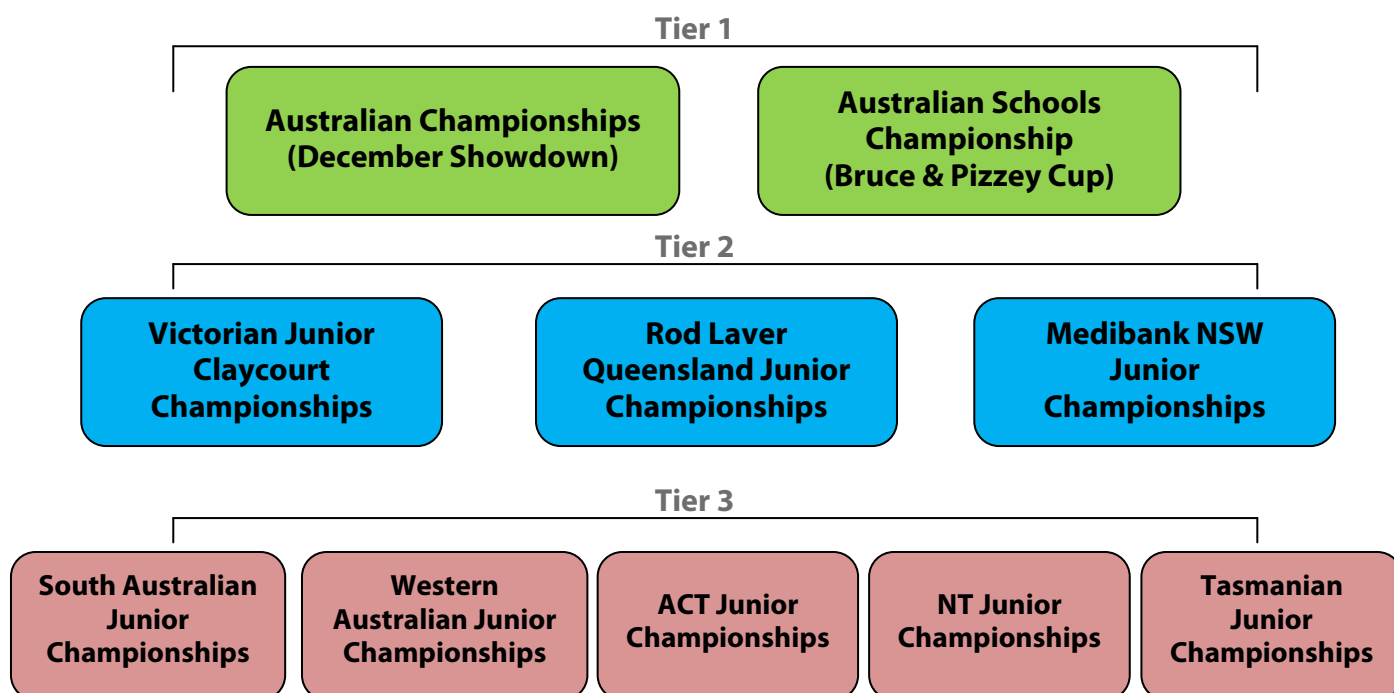 Tier 1
Australian Championships
(December Showdown)
Australian Schools
Championship
(Bruce & Pizzey Cup)
Tier 2
Victorian Junior
Claycourt
Championships
Rod Laver
Queensland Junior
Championships
Medibank NSW
Junior
Championships
Tier 3
South Australian
Junior
Championships
Western
Australian Junior
Championships
ACT Junior
Championships
NT Junior
Championships
Tasmanian
Junior
Championships